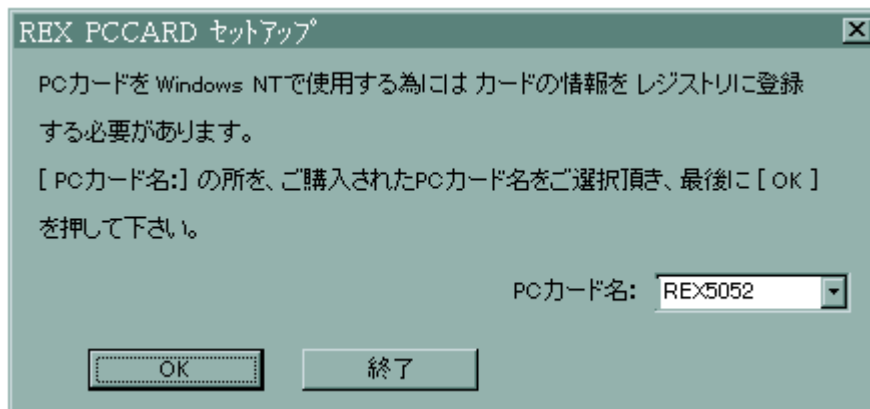 REX PCCARD セットアップ
PCカードを Windows NTで使用する為には カードの情報を レジストリに登録
する必要があります。
[ PCカード名:] の所を、ご購入されたPCカード名をご選択頂き、最後に [ OK ]
を押して下さい。
PCカード名: REX5052
OK 終了